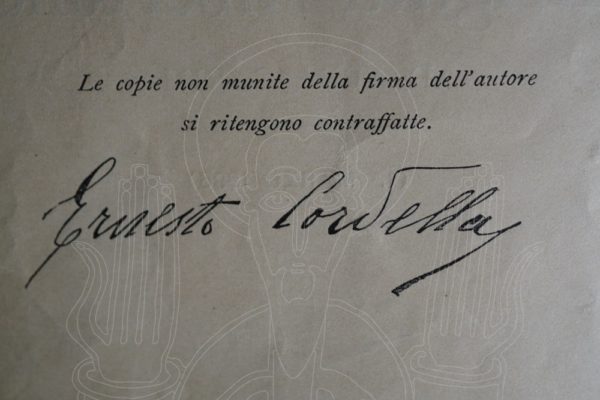 Le copie non munite della firma dell'autore
si ritengono contraffatte.
Ernesto Cordella